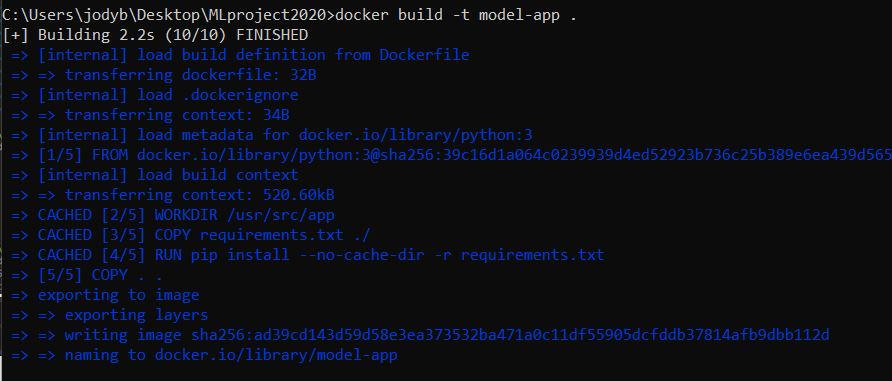 C:\Users\jodyb\Desktop\MLproject2020>docker build -t model-app .
[+] Building 2.2s (10/10) FINISHED
=> [internal] load build definition from Dockerfile
=> => transferring dockerfile: 32B
=> [internal] load .dockerignore
=> => transferring context: 34B
=> [internal] load metadata for docker.io/library/python:3
=> [1/5] FROM docker.io/library/python:3@sha256:39c16d1a064c0239939d4ed52923b736c25b389e6ea439d565
=> [internal] load build context
=> => transferring context: 520.60kB
=> CACHED [2/5] WORKDIR /usr/src/app
=> CACHED [3/5] COPY requirements.txt ./
=> CACHED [4/5] RUN pip install --no-cache-dir -r requirements.txt
=> [5/5] COPY . .
=> exporting to image
=> => exporting layers
=> => writing image sha256:ad39cd143d59d58e3ea373532ba471a0c11df55905dcfddb37814afb9dbb112d
=> => naming to docker.io/library/model-app